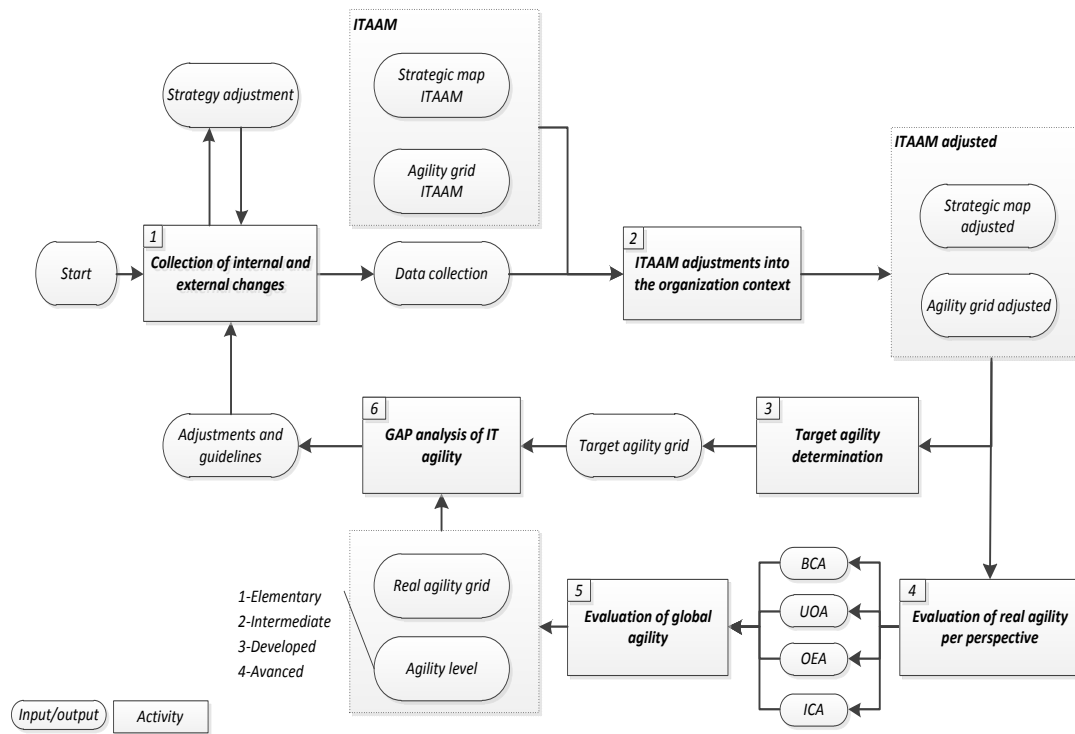 ITAAM
Strategic map
ITAAM
Agility grid
ITAAM
Strategy adjustment
ITAAM adjusted
Strategic map
adjusted
Agility grid adjusted
Start
1
Collection of internal and
external changes
Data collection
2
ITAAM adjustments into
the organization context
6
GAP analysis of IT
agility
Adjustments and
guidelines
Target agility grid
3
Target agility
determination
Real agility grid
Agility level
1-Elementary
2-Intermediate
3-Developed
4-Avanced
5
Evaluation of global
agility
BCA
UOA
OEA
ICA
4
Evaluation of real agility
per perspective
Input/output
Activity